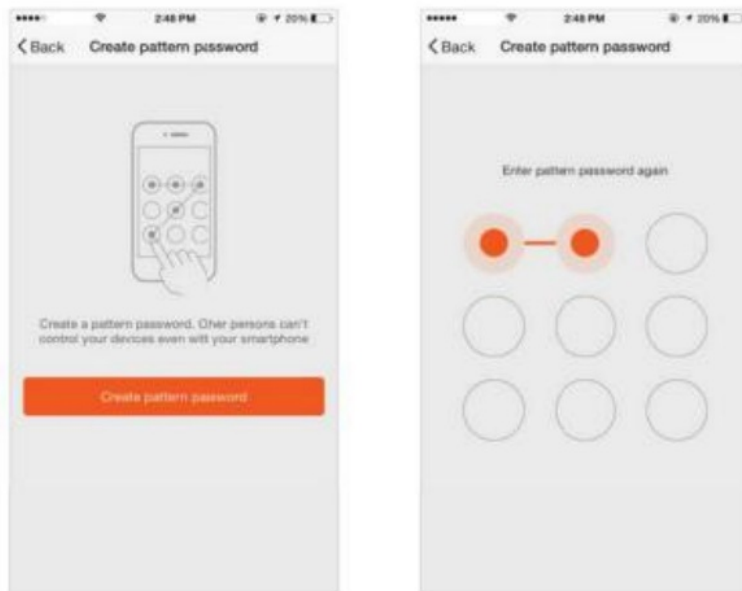 2:48 PM
20%
Back Create pattern password
Create a pattern password. Oher persons can't
control your devices even witt your smartphone
Create pattern password
2:48 PM
20%
Back Create pattern password
Enter pattern password again